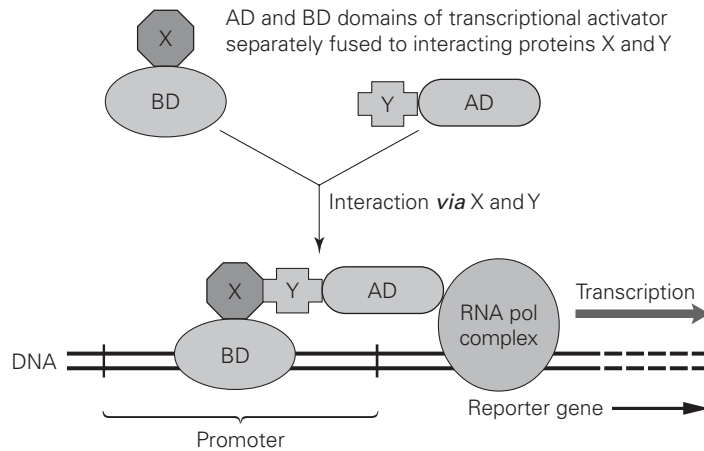 AD and BD domains of transcriptional activator
separately fused to interacting proteins X and Y
X
BD
Y
AD
Interaction via X and Y
X
Y
AD
RNA pol
complex
Transcription
DNA
BD
Reporter gene
Promoter